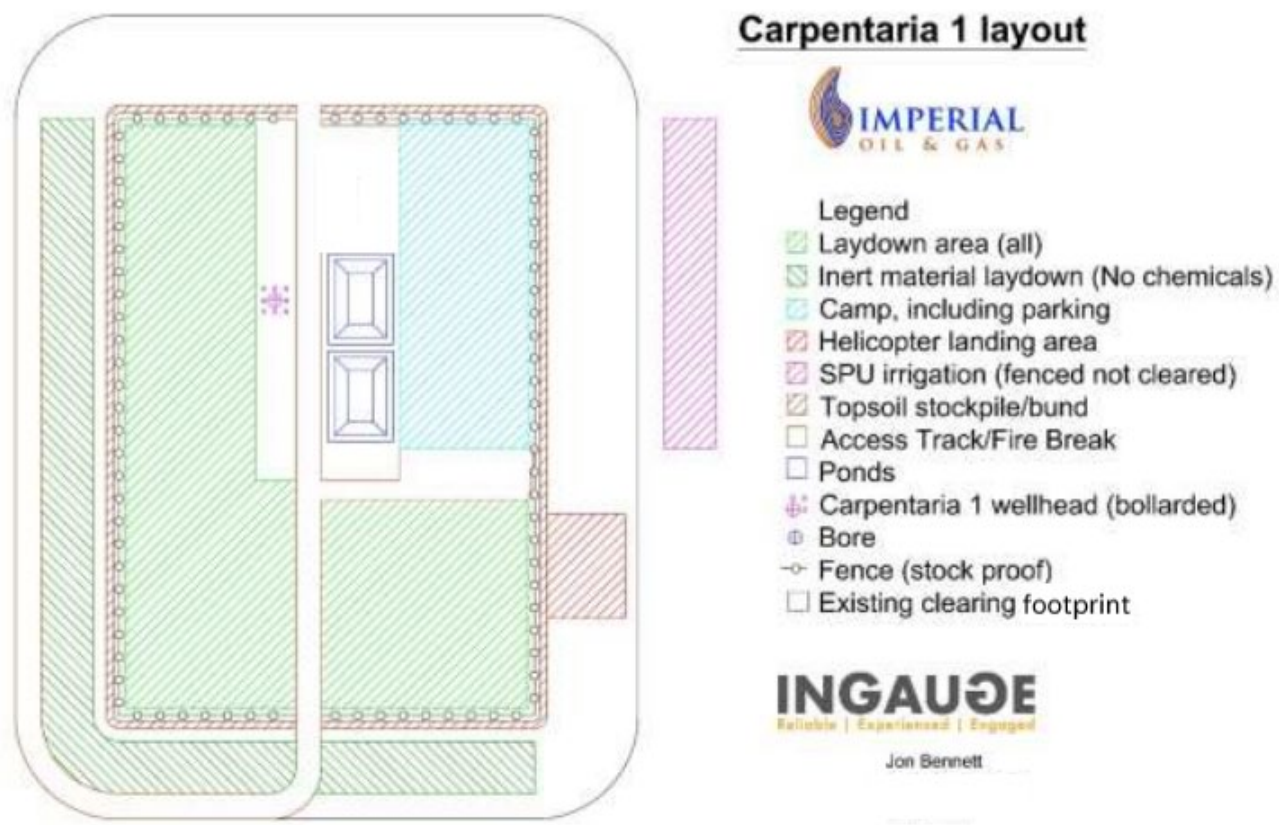 Carpentaria 1 layout
IMPERIAL
OIL & GAS
Legend
Laydown area (all)
Inert material laydown (No chemicals)
Camp, including parking
Helicopter landing area
SPU irrigation (fenced not cleared)
Topsoil stockpile/bund
Access Track/Fire Break
Ponds
Carpentaria 1 wellhead (bollarded)
Bore
Fence (stock proof)
Existing clearing footprint
INGAUGE
Reliable | Experienced | Engaged
Jon Bennett